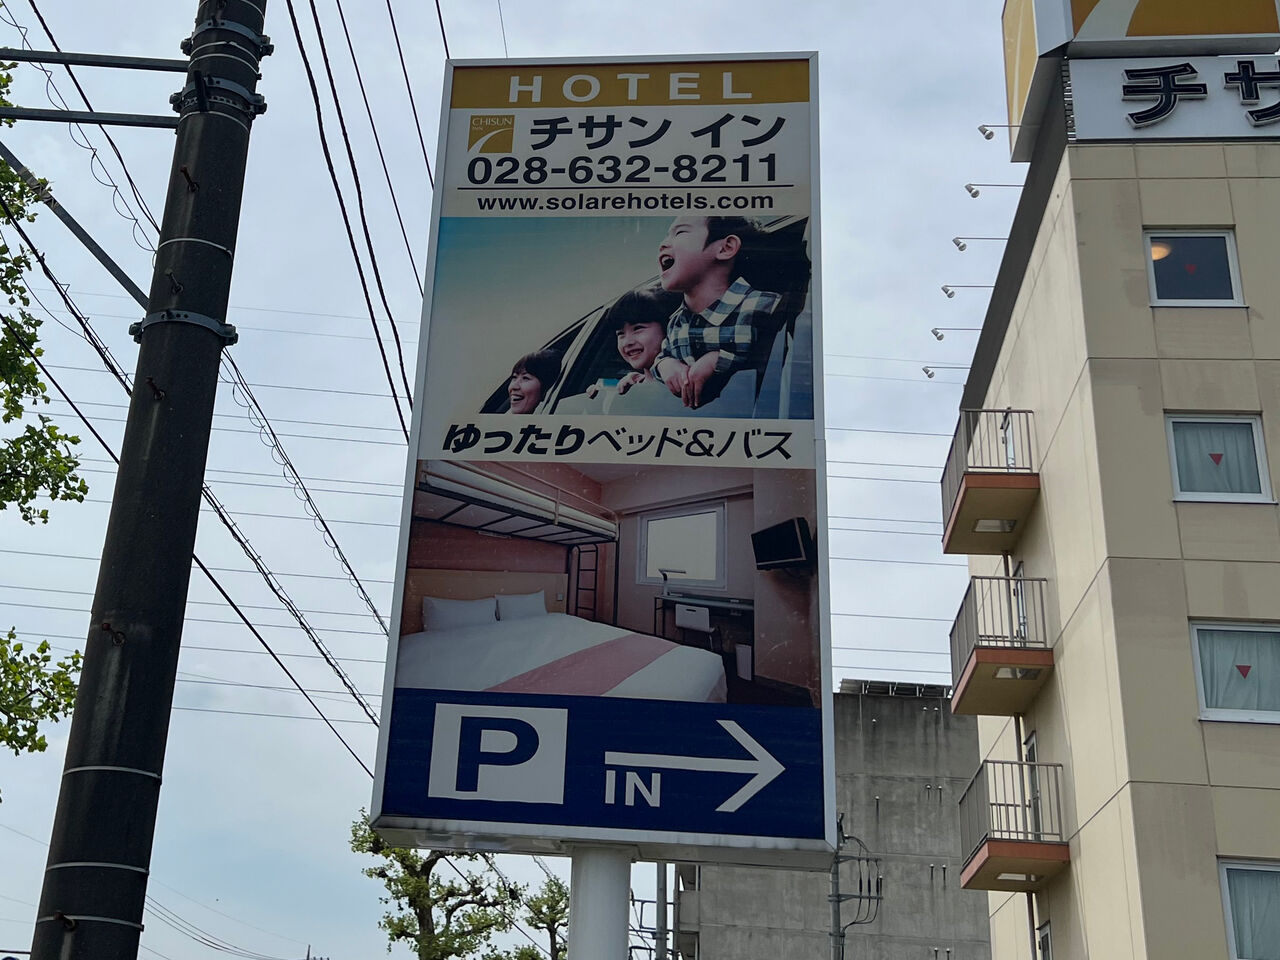 HOTEL
CHISUN
INN
チサン イン
028-632-8211
www.solarehotels.com
ゆったりベッド&バス
P
IN
チサ